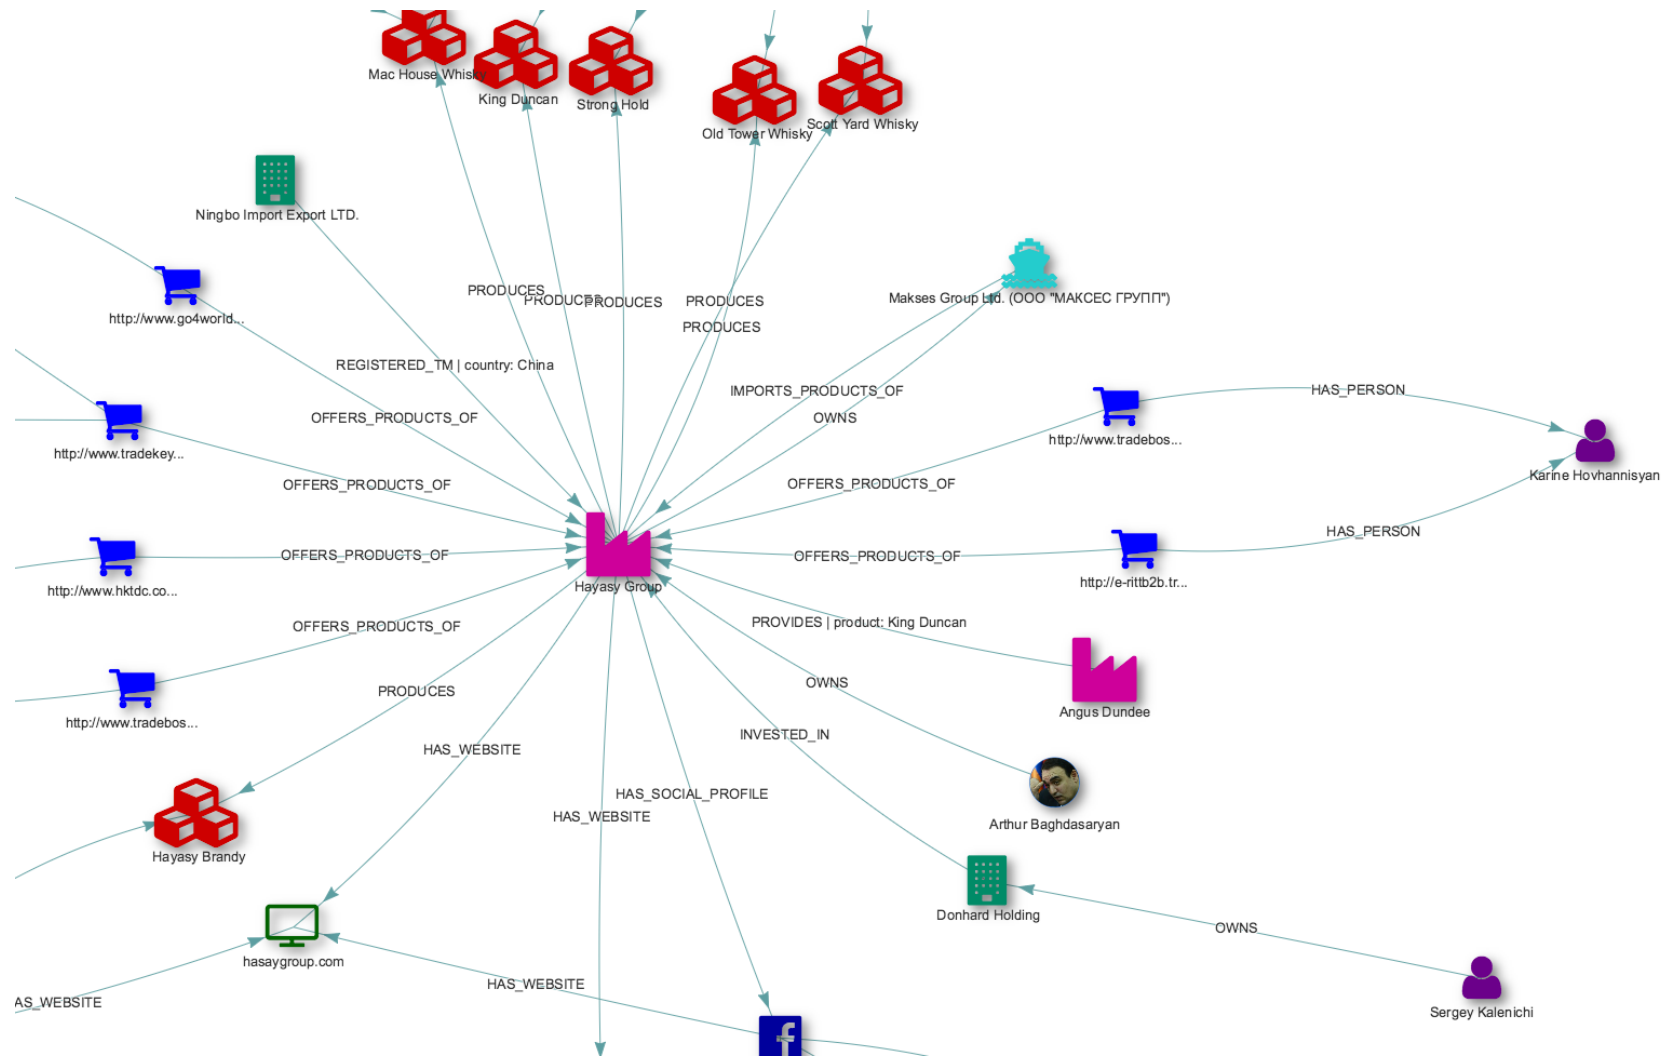 Mac House Whisky
King Duncan
Strong Hold
Old Tower Whisky
Scott Yard Whisky
Ningbo Import Export LTD.
Makses Group Ltd. (ООО "МАКСЕС ГРУПП")
http://www.go4world...
PRODUCES
PRODUCES
PRODUCES
PRODUCES
PRODUCES
REGISTERED_TM | country: China
IMPORTS_PRODUCTS_OF
OWNS
HAS_PERSON
OFFERS_PRODUCTS_OF
http://www.tradekey...
http://www.tradebos...
Karine Hovhannisyan
OFFERS_PRODUCTS_OF
OFFERS_PRODUCTS_OF
HAS_PERSON
OFFERS_PRODUCTS_OF
OFFERS_PRODUCTS_OF
http://www.hktdc.co...
Hayasy Group
http://e-rittb2b.tr...
OFFERS_PRODUCTS_OF
PROVIDES | product: King Duncan
PRODUCES
OWNS
http://www.tradebos...
Angus Dundee
HAS_WEBSITE
INVESTED_IN
HAS_SOCIAL_PROFILE
HAS_WEBSITE
Arthur Baghdasaryan
Hayasy Brandy
Donhard Holding
OWNS
hasaygroup.com
HAS_WEBSITE
AS_WEBSITE
Sergey Kalenichi